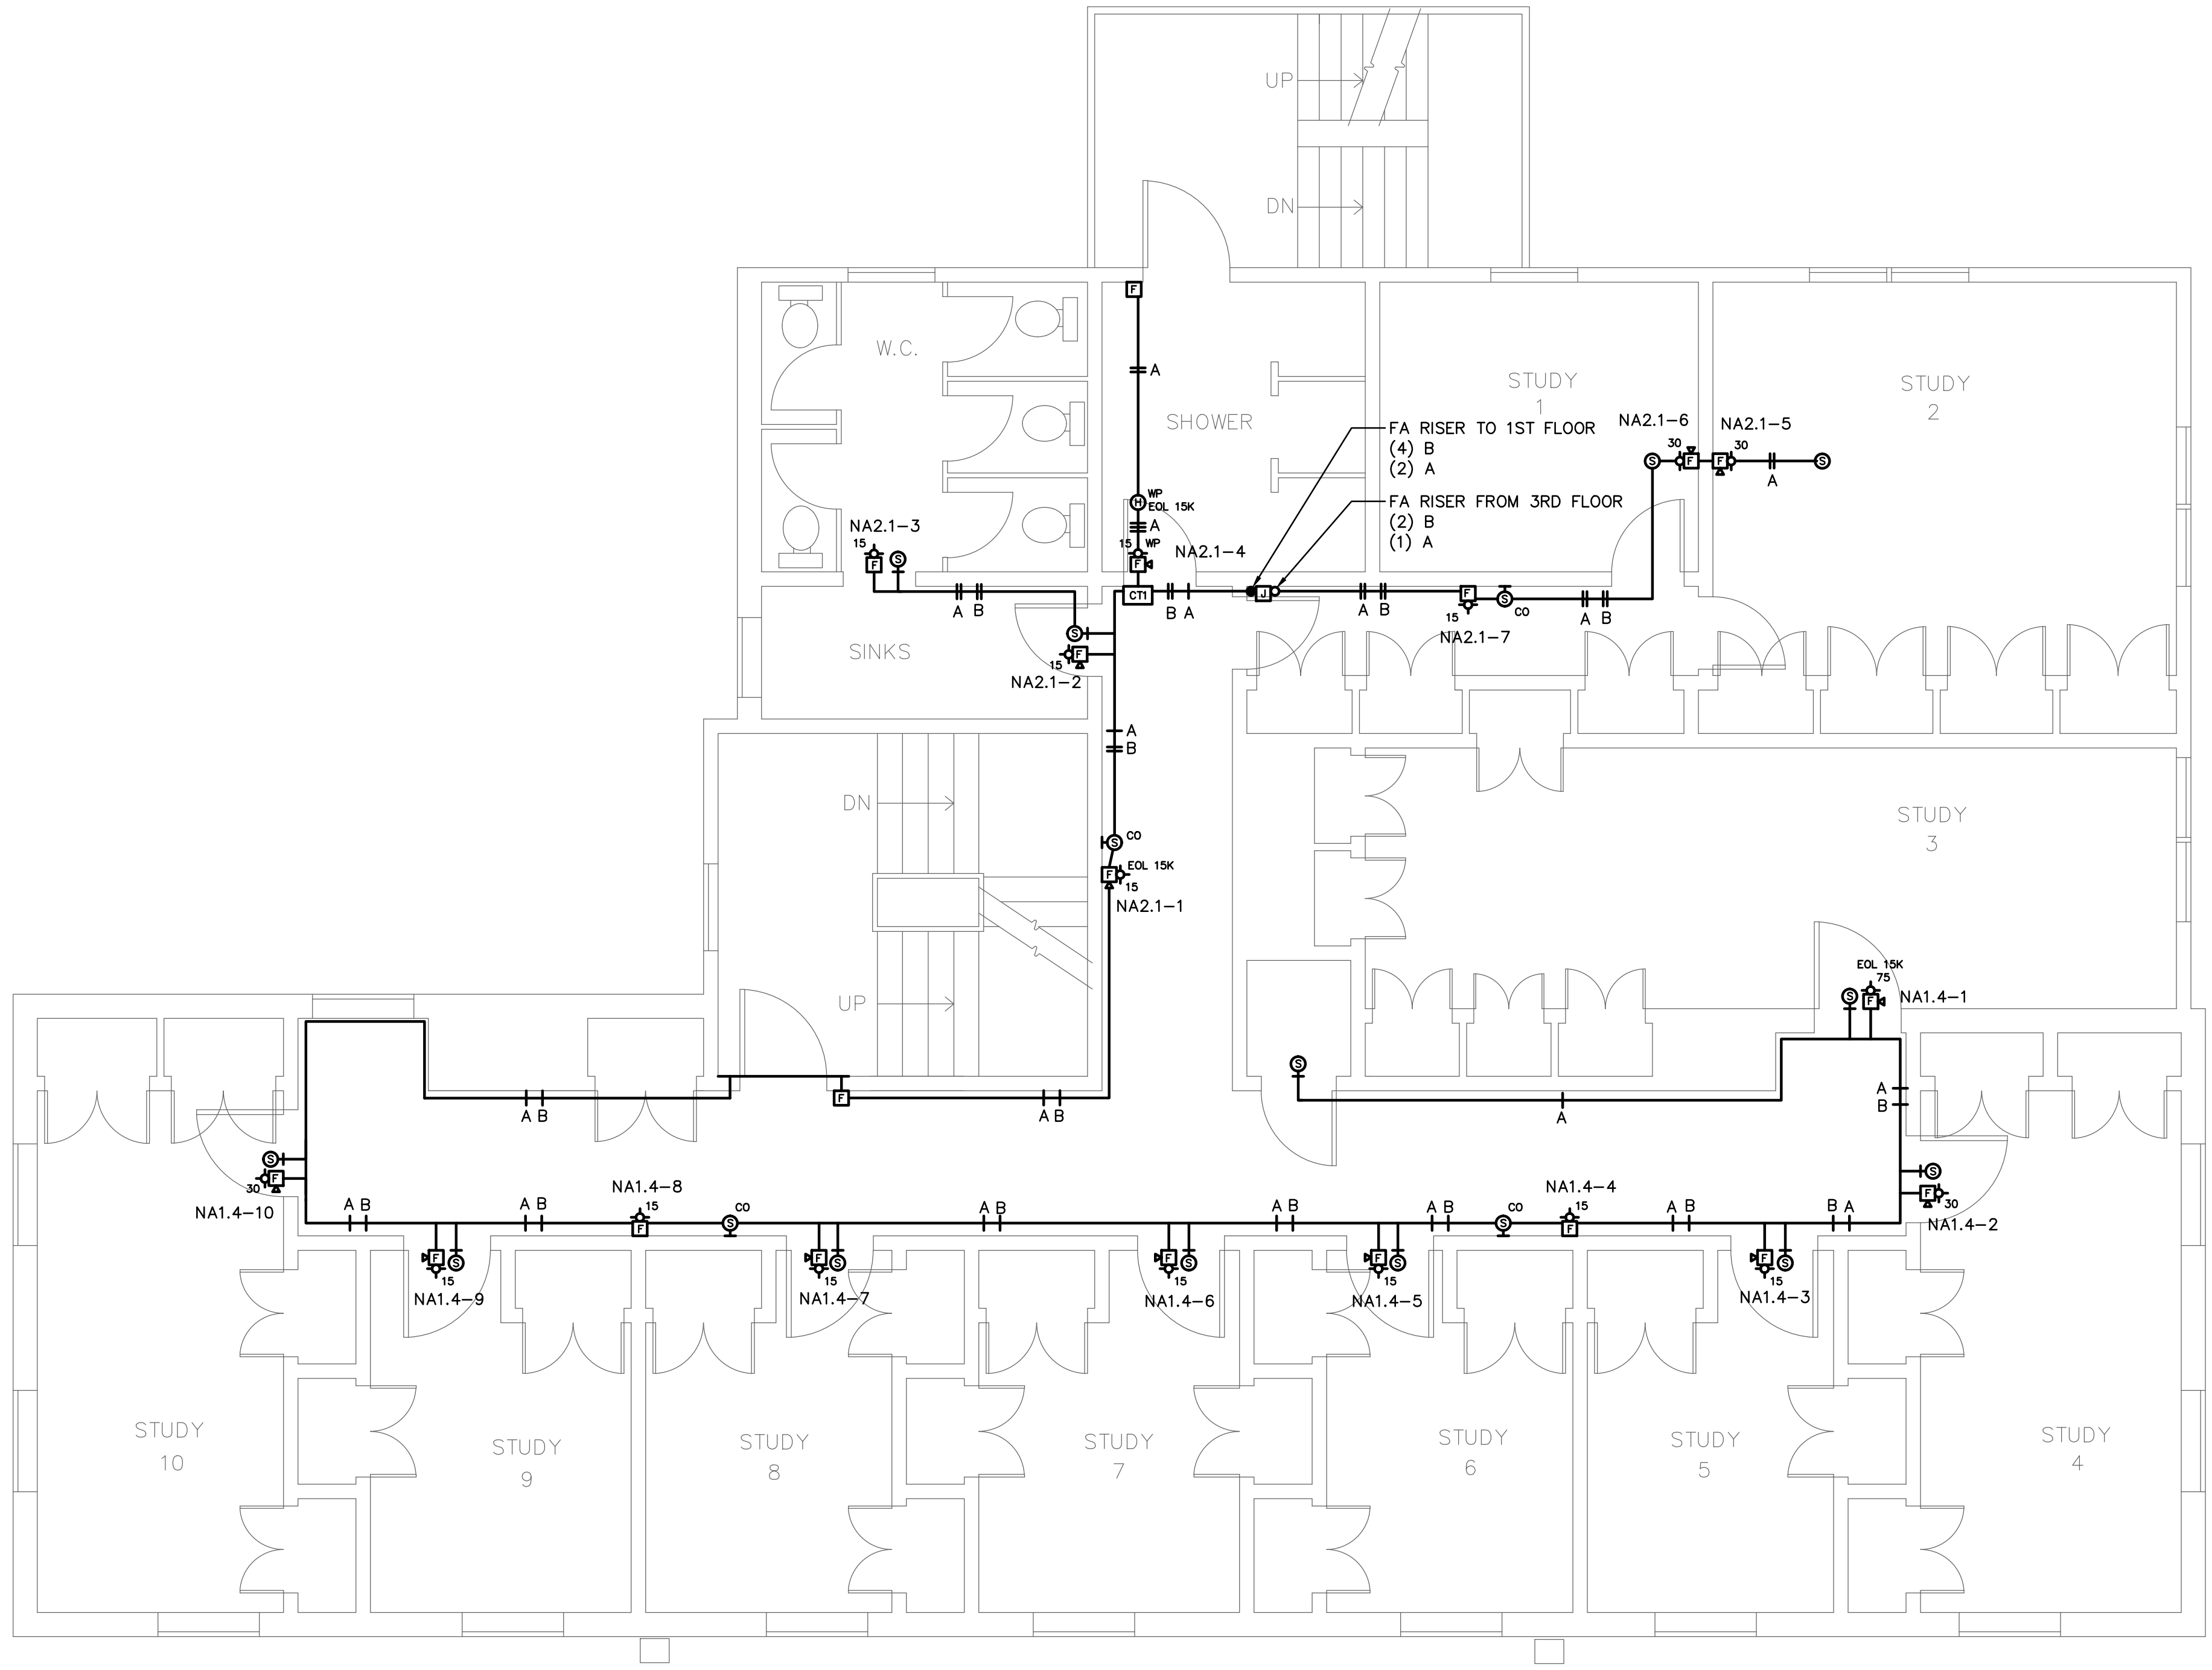 UP
DN
F
W.C.
A
SHOWER
STUDY
1
STUDY
2
FA RISER TO 1ST FLOOR
(4) B
(2) A
FA RISER FROM 3RD FLOOR
(2) B
(1) A
NA2.1-6
30
F
S
NA2.1-5
30
F
A
S
H
WP
EOL 15K
A
15
WP
F
NA2.1-4
NA2.1-3
15
F
S
A B
CT1
B A
J
A B
F
15
NA2.1-7
S
CO
A B
SINKS
S
F
15
NA2.1-2
A
B
DN
UP
S
CO
F
EOL 15K
15
NA2.1-1
STUDY
3
EOL 15K
75
S
F
NA1.4-1
S
A
A
B
F
A B
A B
S
F
30
NA1.4-10
S
F
30
NA1.4-2
A B
A B
NA1.4-8
15
F
S
CO
A B
A B
A B
S
CO
NA1.4-4
15
F
A B
B A
F
S
15
NA1.4-9
F
S
15
NA1.4-7
F
S
15
NA1.4-6
F
S
15
NA1.4-5
F
S
15
NA1.4-3
STUDY
10
STUDY
9
STUDY
8
STUDY
7
STUDY
6
STUDY
5
STUDY
4